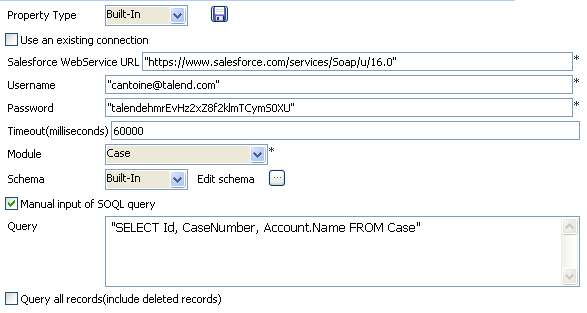 Property Type Built-In
Use an existing connection
Salesforce WebService URL "https://www.salesforce.com/services/Soap/u/16.0" *
Username "cantoine@talend.com" *
Password "talendehmrEvHz2xZ8f2klmTCymS0XU" *
Timeout(milliseconds) 60000
Module Case *
Schema Built-In Edit schema ...
Manual input of SOQL query
Query "SELECT Id, CaseNumber, Account.Name FROM Case"
Query all records(include deleted records)